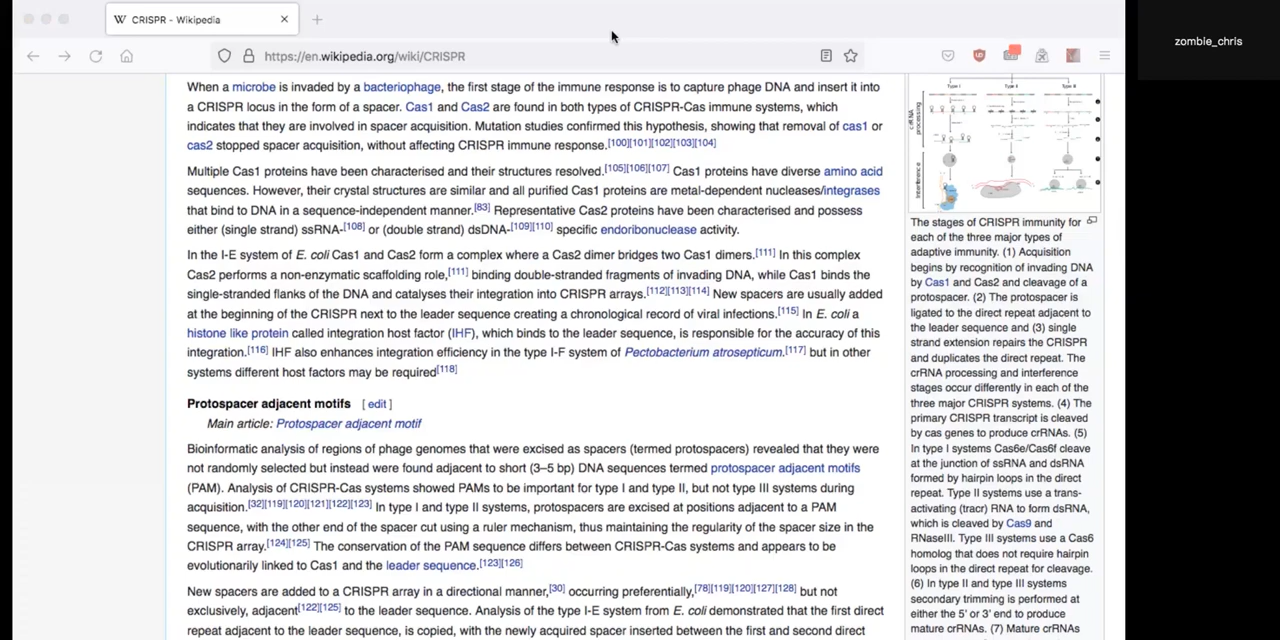 CRISPR - Wikipedia
zombie_chris
https://en.wikipedia.org/wiki/CRISPR
When a microbe is invaded by a bacteriophage, the first stage of the immune response is to capture phage DNA and insert it into
a CRISPR locus in the form of a spacer. Cas1 and Cas2 are found in both types of CRISPR-Cas immune systems, which
indicates that they are involved in spacer acquisition. Mutation studies confirmed this hypothesis, showing that removal of cas1 or
cas2 stopped spacer acquisition, without affecting CRISPR immune response.[100][101][102][103][104]
Multiple Cas1 proteins have been characterised and their structures resolved.[105][106][107] Cas1 proteins have diverse amino acid
sequences. However, their crystal structures are similar and all purified Cas1 proteins are metal-dependent nucleases/integrases
that bind to DNA in a sequence-independent manner.[83] Representative Cas2 proteins have been characterised and possess
either (single strand) ssRNA-[108] or (double strand) dsDNA-[109][110] specific endoribonuclease activity.
In the I-E system of E. coli Cas1 and Cas2 form a complex where a Cas2 dimer bridges two Cas1 dimers.[111] In this complex
Cas2 performs a non-enzymatic scaffolding role,[111] binding double-stranded fragments of invading DNA, while Cas1 binds the
single-stranded flanks of the DNA and catalyses their integration into CRISPR arrays.[112][113][114] New spacers are usually added
at the beginning of the CRISPR next to the leader sequence creating a chronological record of viral infections.[115] In E. coli a
histone like protein called integration host factor (IHF), which binds to the leader sequence, is responsible for the accuracy of this
integration.[116] IHF also enhances integration efficiency in the type I-F system of Pectobacterium atrosepticum.[117] but in other
systems different host factors may be required[118]
Protospacer adjacent motifs [ edit ]
Main article: Protospacer adjacent motif
Bioinformatic analysis of regions of phage genomes that were excised as spacers (termed protospacers) revealed that they were
not randomly selected but instead were found adjacent to short (3–5 bp) DNA sequences termed protospacer adjacent motifs
(PAM). Analysis of CRISPR-Cas systems showed PAMs to be important for type I and type II, but not type III systems during
acquisition.[32][119][120][121][122][123] In type I and type II systems, protospacers are excised at positions adjacent to a PAM
sequence, with the other end of the spacer cut using a ruler mechanism, thus maintaining the regularity of the spacer size in the
CRISPR array.[124][125] The conservation of the PAM sequence differs between CRISPR-Cas systems and appears to be
evolutionarily linked to Cas1 and the leader sequence.[123][126]
New spacers are added to a CRISPR array in a directional manner,[30] occurring preferentially,[78][119][120][127][128] but not
exclusively, adjacent[122][125] to the leader sequence. Analysis of the type I-E system from E. coli demonstrated that the first direct
repeat adjacent to the leader sequence, is copied, with the newly acquired spacer inserted between the first and second direct
crRNA processing
Interference
The stages of CRISPR immunity for
each of the three major types of
adaptive immunity. (1) Acquisition
begins by recognition of invading DNA
by Cas1 and Cas2 and cleavage of a
protospacer. (2) The protospacer is
ligated to the direct repeat adjacent to
the leader sequence and (3) single
strand extension repairs the CRISPR
and duplicates the direct repeat. The
crRNA processing and interference
stages occur differently in each of the
three major CRISPR systems. (4) The
primary CRISPR transcript is cleaved
by cas genes to produce crRNAs. (5)
In type I systems Cas6e/Cas6f cleave
at the junction of ssRNA and dsRNA
formed by hairpin loops in the direct
repeat. Type II systems use a trans-
activating (tracr) RNA to form dsRNA,
which is cleaved by Cas9 and
RNaseIII. Type III systems use a Cas6
homolog that does not require hairpin
loops in the direct repeat for cleavage.
(6) In type II and type III systems
secondary trimming is performed at
either the 5' or 3' end to produce
mature crRNAs. (7) Mature crRNAs